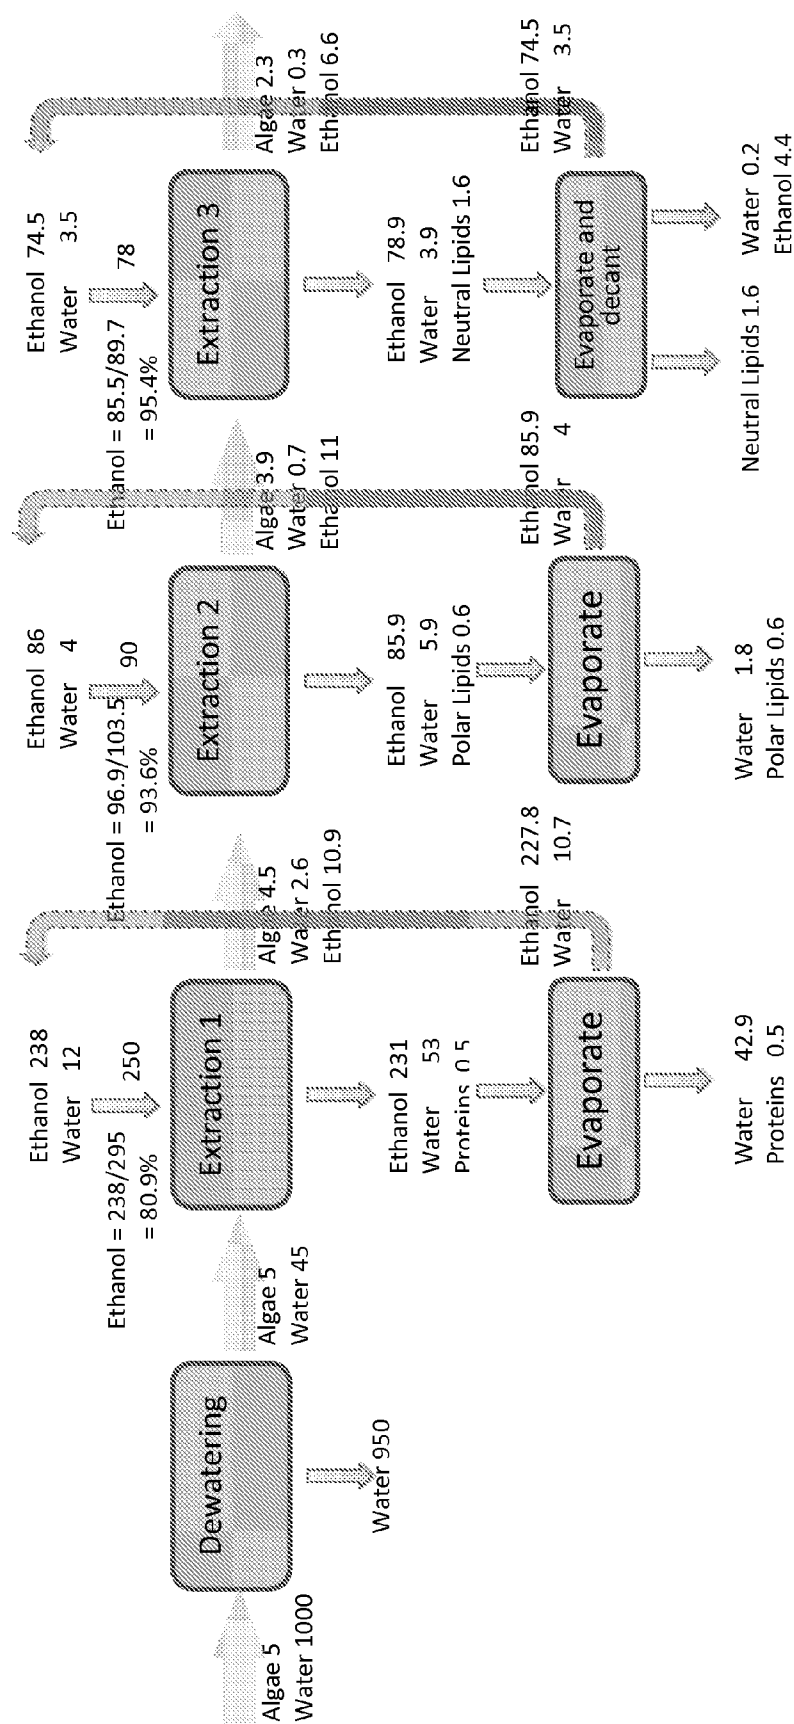 Algae 5
Water 1000
Dewatering
Water 950
Algae 5
Water 45
Ethanol 238
Water 12
250
Ethanol = 238/295
= 80.9%
Extraction 1
Ethanol 231
Water 53
Proteins 0.5
Evaporate
Water 42.9
Proteins 0.5
Ethanol 227.8
Water 10.7
Algae 4.5
Water 2.6
Ethanol 10.9
Ethanol 86
Water 4
90
Ethanol = 96.9/103.5
= 93.6%
Extraction 2
Ethanol 85.9
Water 5.9
Polar Lipids 0.6
Evaporate
Water 1.8
Polar Lipids 0.6
Ethanol 85.9
Water 4
Algae 3.9
Water 0.7
Ethanol 11
Ethanol 74.5
Water 3.5
78
Ethanol = 85.5/89.7
= 95.4%
Extraction 3
Ethanol 78.9
Water 3.9
Neutral Lipids 1.6
Evaporate and
decant
Neutral Lipids 1.6
Water 0.2
Ethanol 4.4
Ethanol 74.5
Water 3.5
Algae 2.3
Water 0.3
Ethanol 6.6